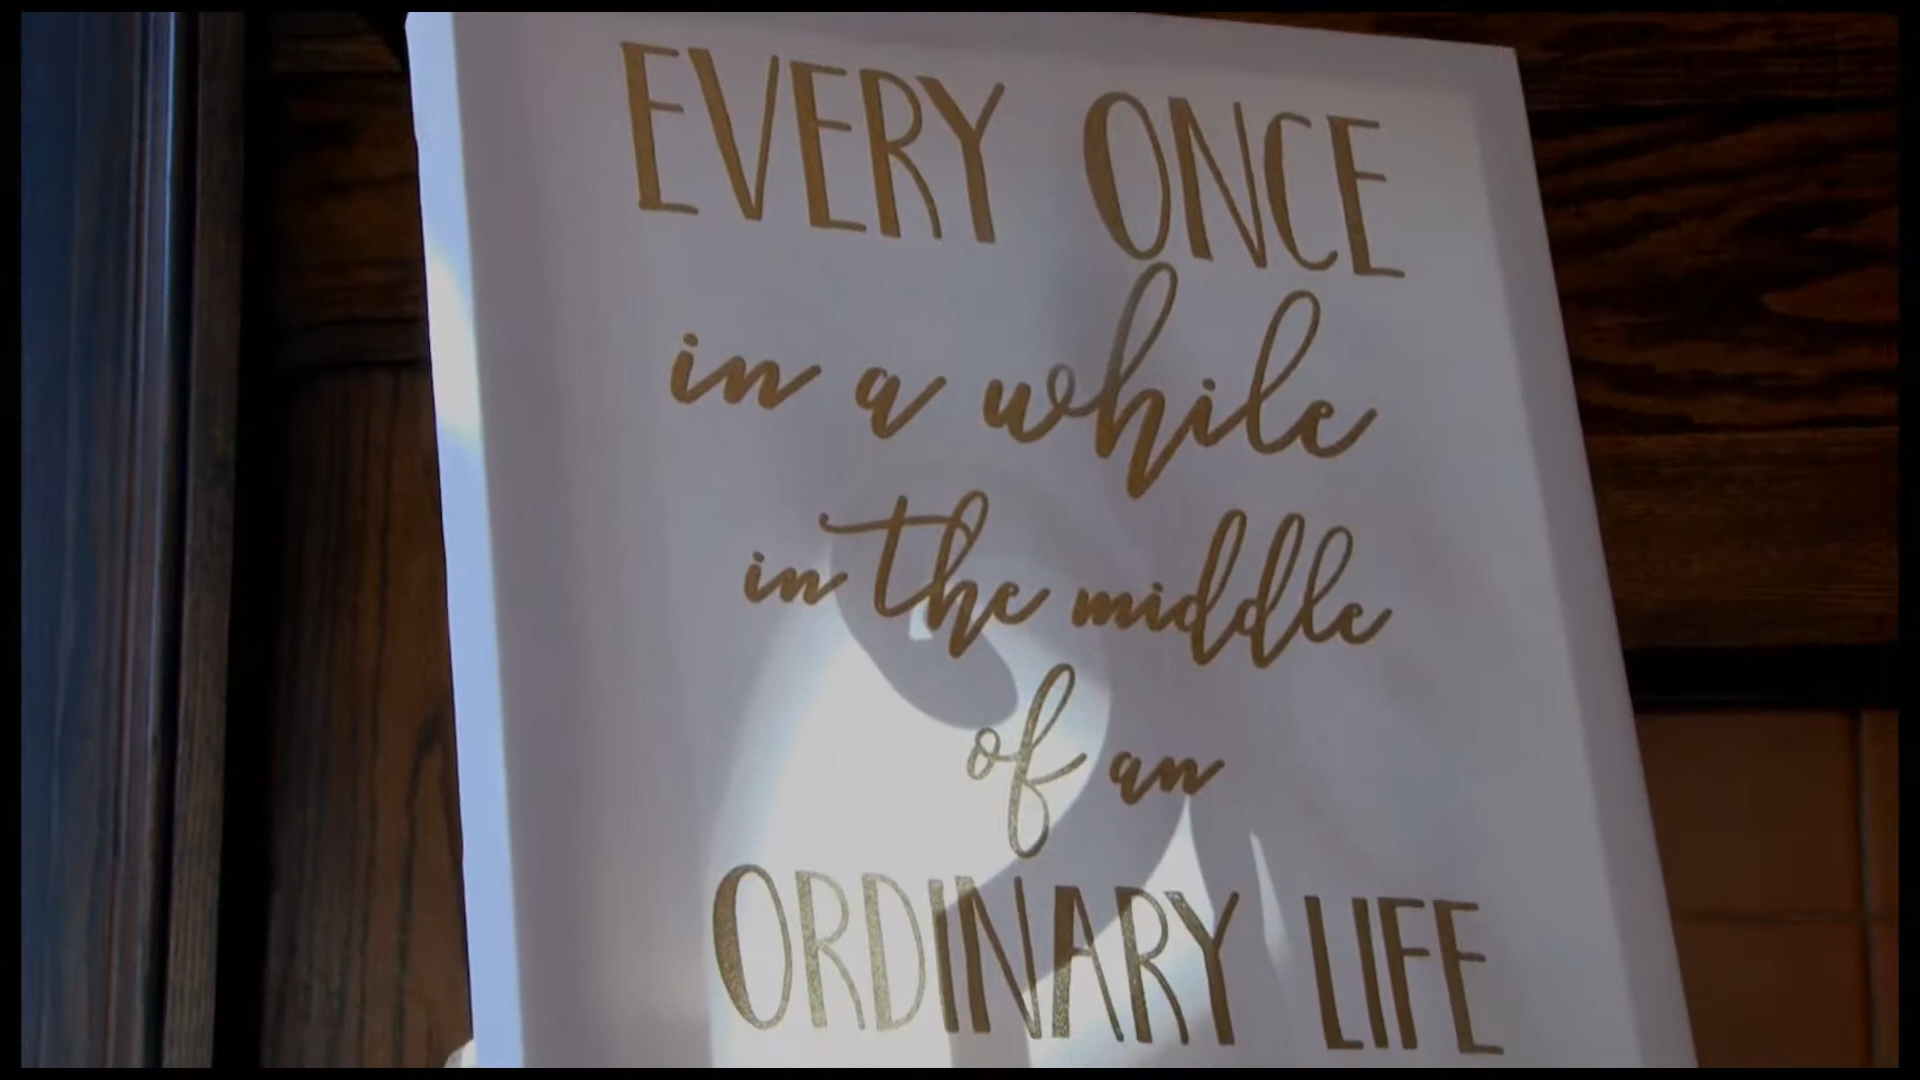 EVERY ONCE
in a while
in the middle
of an
ORDINARY LIFE